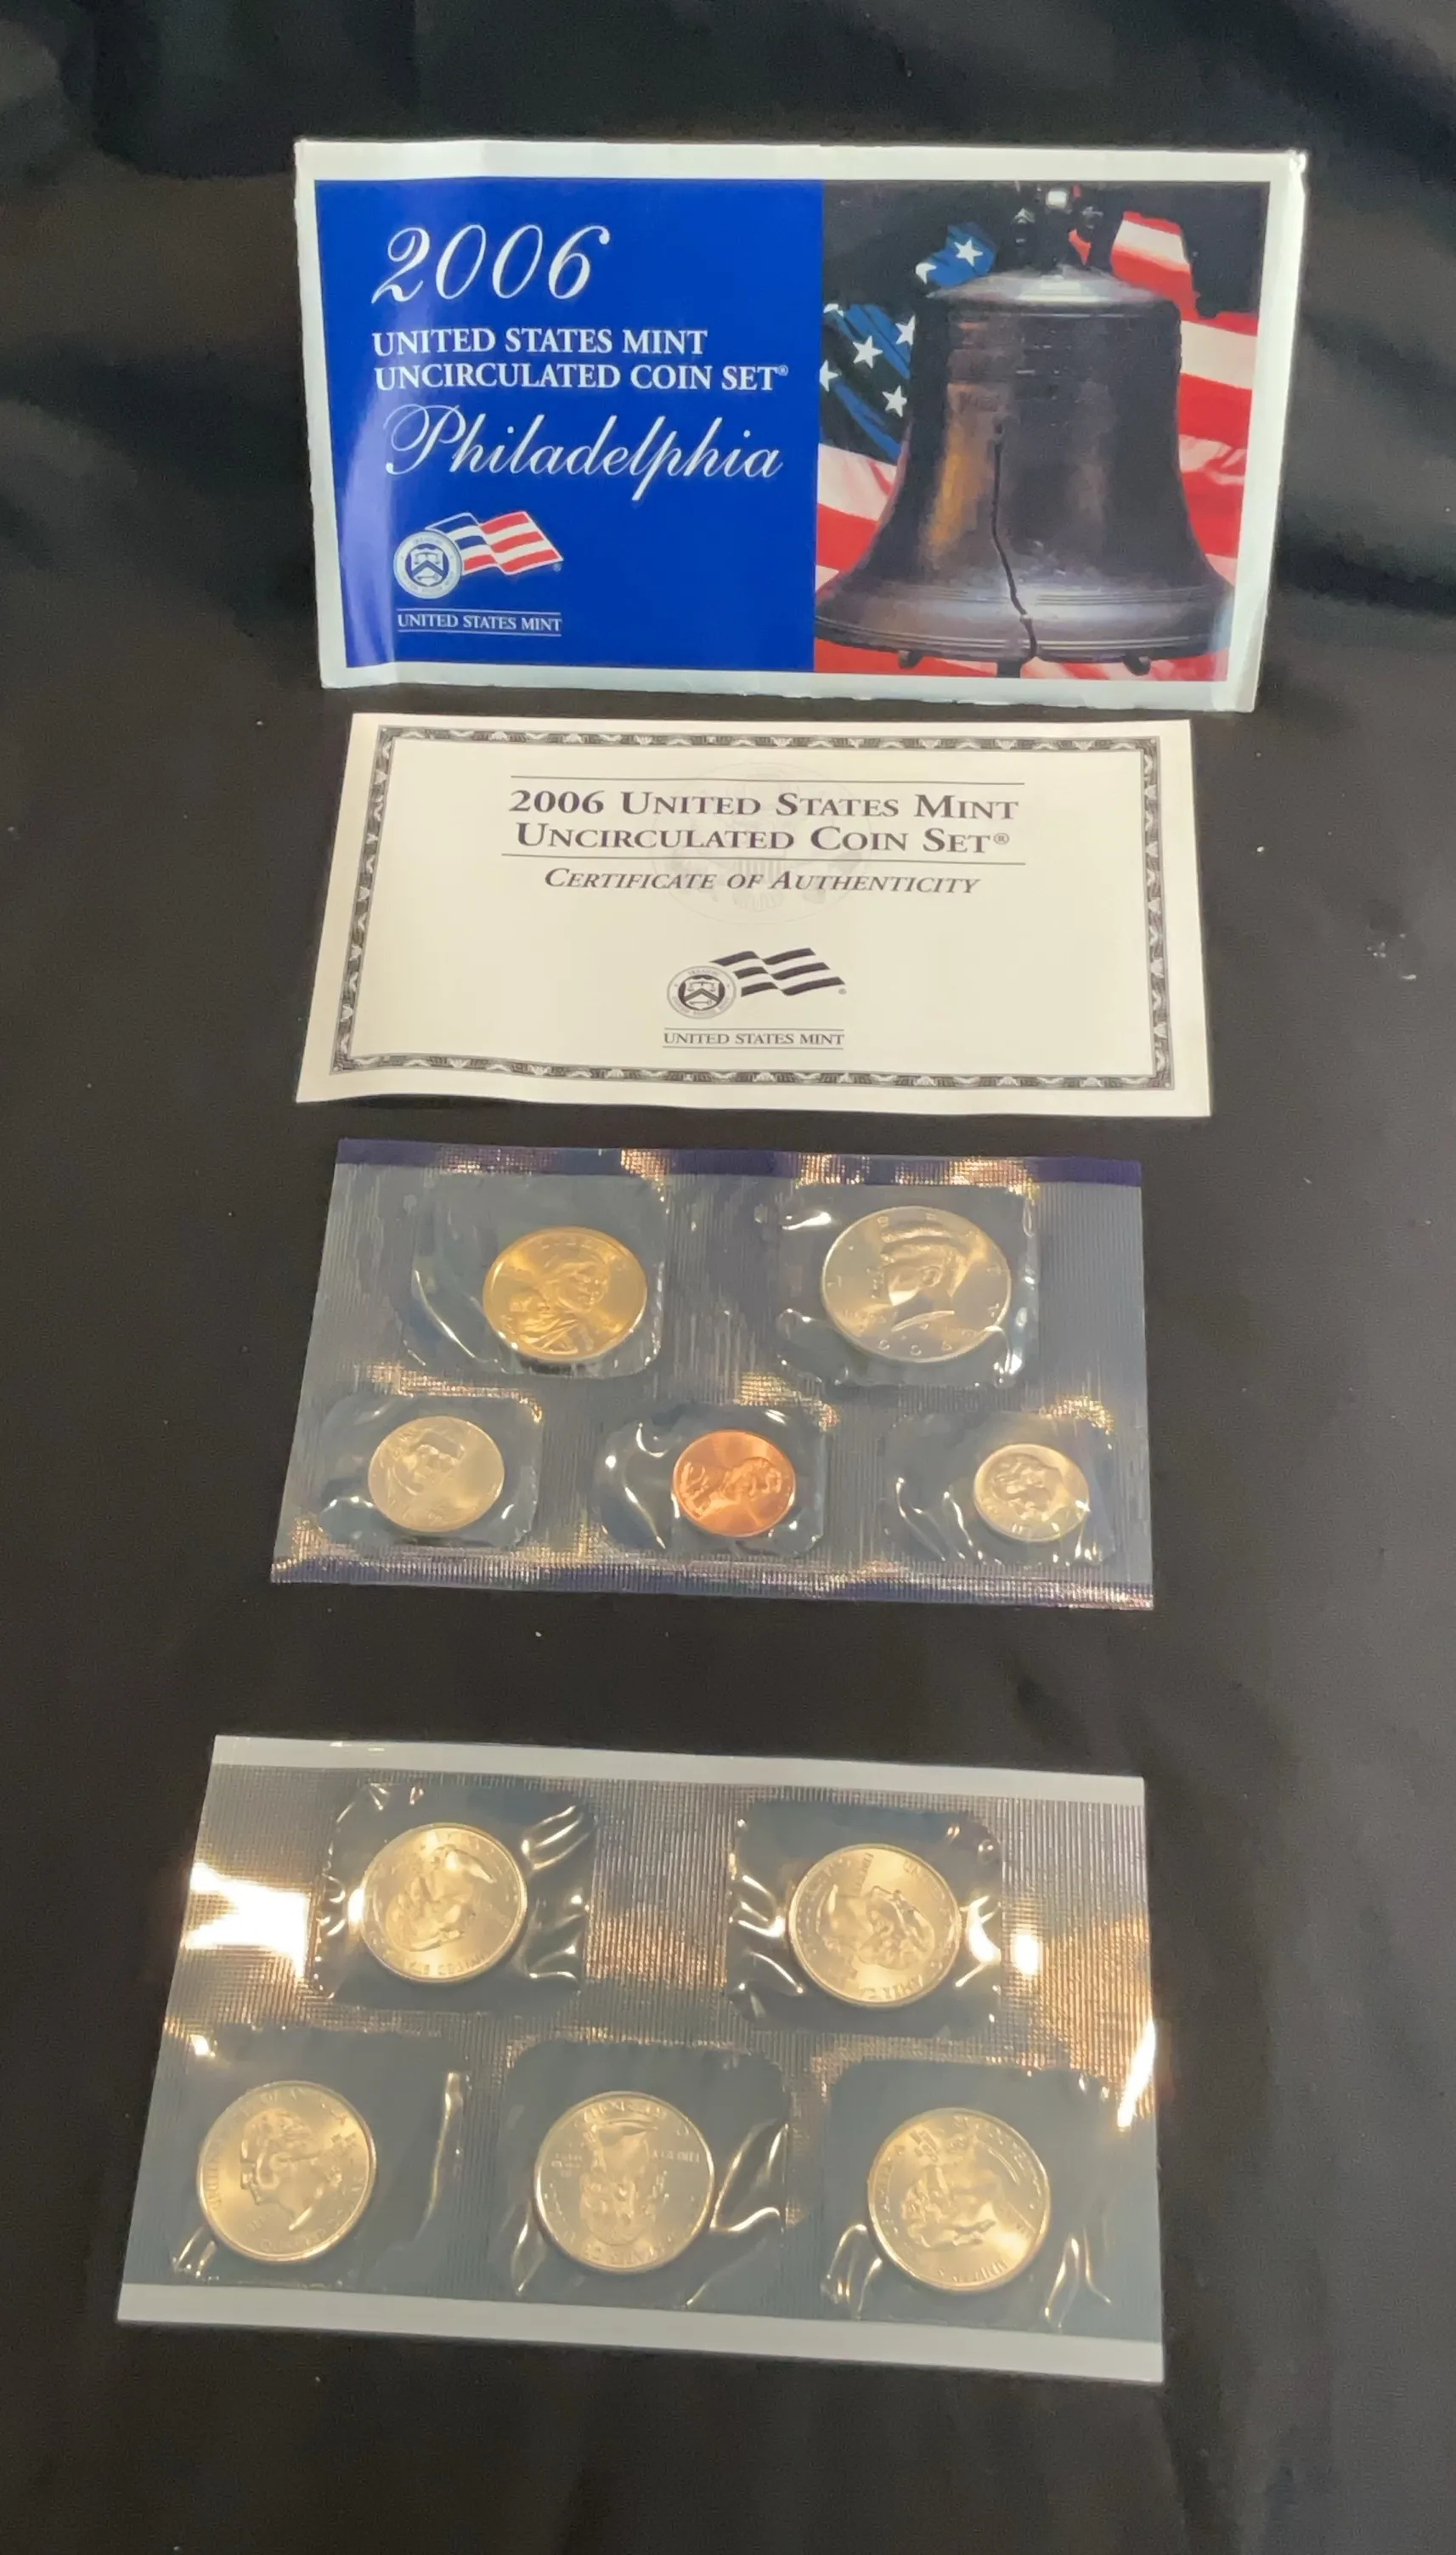 2006
UNITED STATES MINT
UNCIRCULATED COIN SET®
Philadelphia
UNITED STATES MINT
2006 UNITED STATES MINT
UNCIRCULATED COIN SET®
CERTIFICATE OF AUTHENTICITY
UNITED STATES MINT